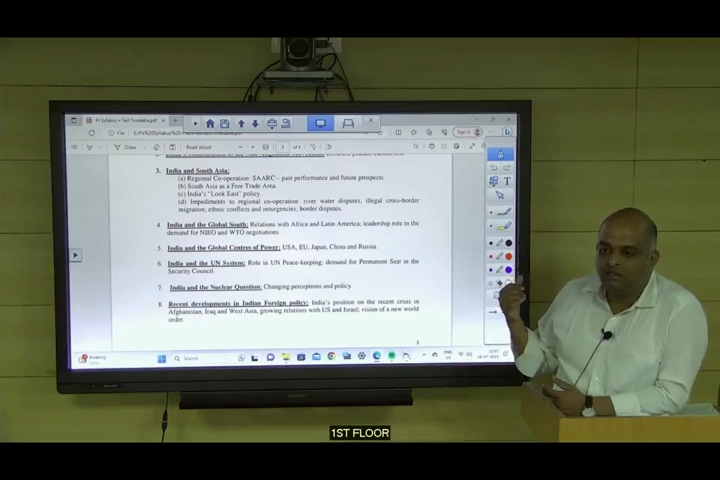 Read aloud
Draw
Sign in
3. India and South Asia:
(a) Regional Co-operation: SAARC – past performance and future prospects.
(b) South Asia as a Free Trade Area.
(c) India's "Look East" policy.
(d) Impediments to regional co-operation: river water disputes, illegal cross-border
migration, ethnic conflicts and insurgencies, border disputes.
4. India and the Global South: Relations with Africa and Latin America; leadership role in the
demand for NIEO and WTO negotiations
5. India and the Global Centres of Power: USA, EU, Japan, China and Russia.
6. India and the UN System: Role in UN Peace-keeping; demand for Permanent Seat in the
Security Council.
7. India and the Nuclear Question: Changing perceptions and policy.
8. Recent developments in Indian Foreign policy: India's position on the recent crisis in
Afghanistan, Iraq and West Asia, growing relations with US and Israel; vision of a new world
order.
Breaking
Search
1ST FLOOR